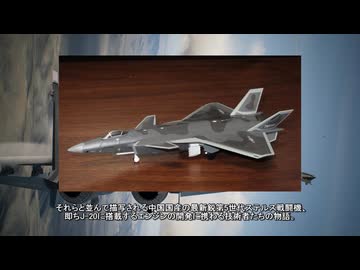 それらと並んで描写される中国国産の最新鋭第5世代ステルス戦闘機、
即ちJ-20に搭載するエンジンの開発に携わる技術者たちの物語。